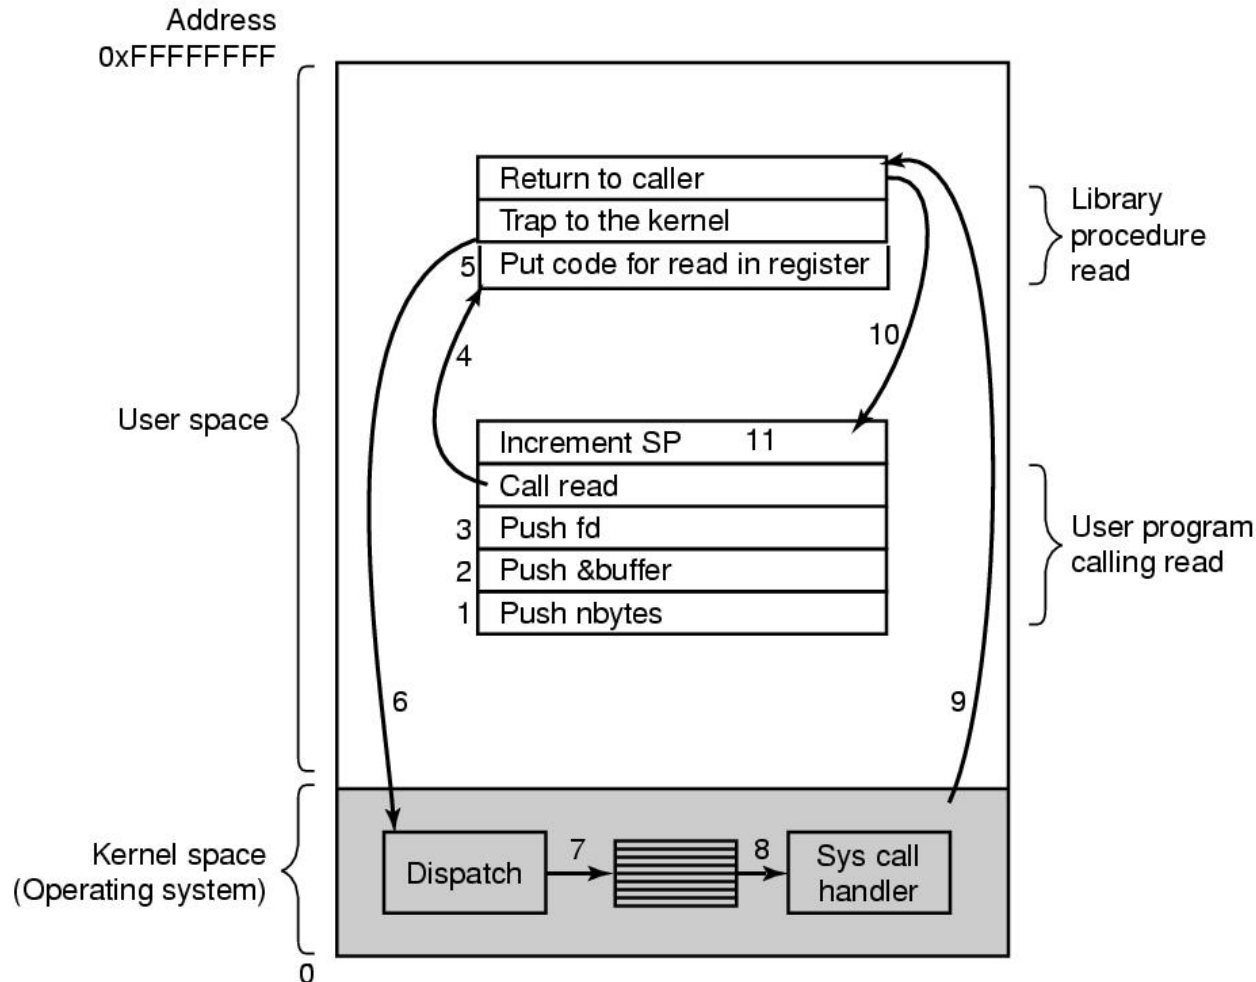 Address
0xFFFFFFFF
Return to caller
Trap to the kernel
5 Put code for read in register
Library
procedure
read
4
10
User space
Increment SP 11
Call read
3 Push fd
2 Push &buffer
1 Push nbytes
User program
calling read
6
9
Kernel space
(Operating system)
Dispatch
7
8
Sys call
handler
0